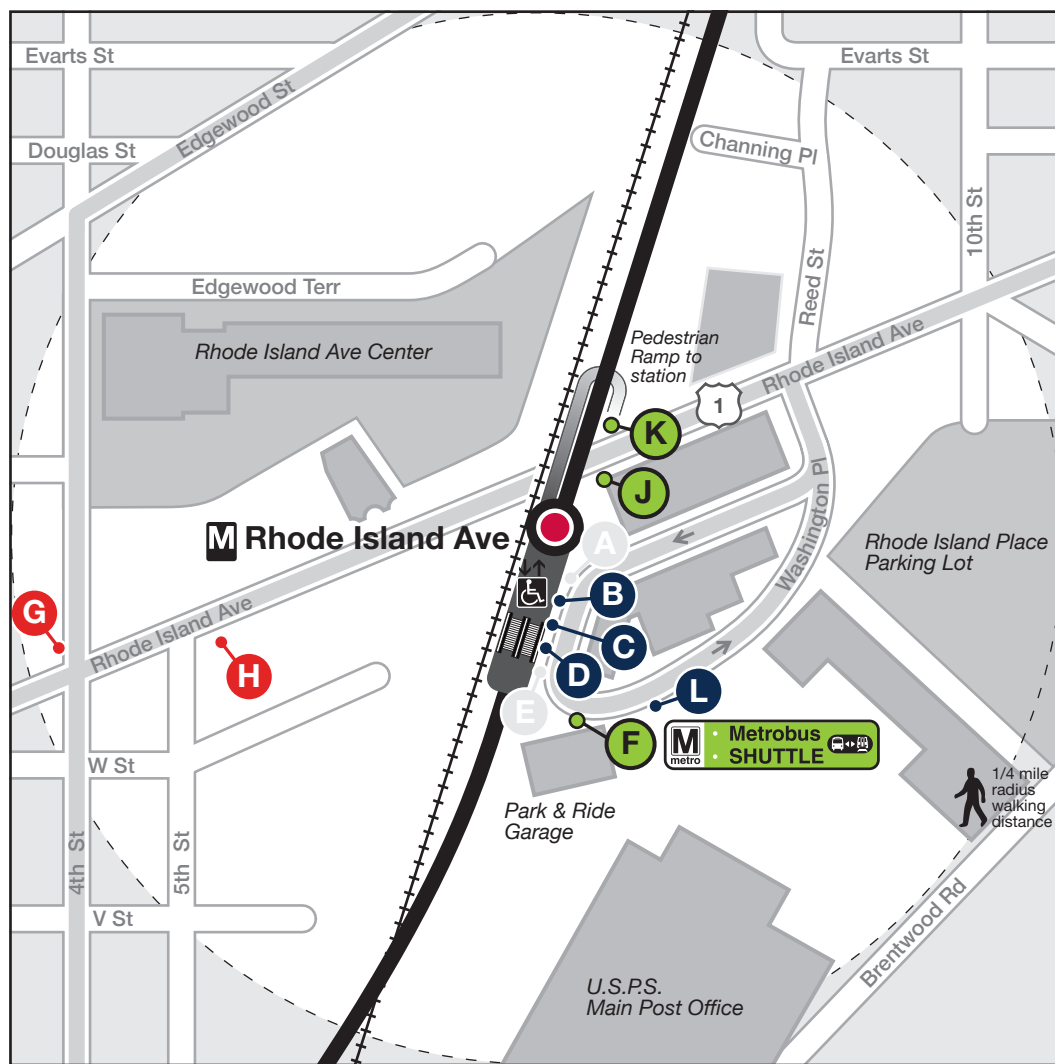 Evarts St
Edgewood St
Evarts St
Douglas St
Channing Pl
10th St
Edgewood Terr
Reed St
Rhode Island Ave Center
Pedestrian
Ramp to
station
Rhode Island Ave
1
K
J
Washington Pl
M Rhode Island Ave
A
Rhode Island Place
Parking Lot
B
G
C
Rhode Island Ave
H
D
L
E
F
M
metro
· Metrobus
· SHUTTLE
W St
1/4 mile
radius
walking
distance
Park & Ride
Garage
4th St
5th St
V St
Brentwood Rd
U.S.P.S.
Main Post Office